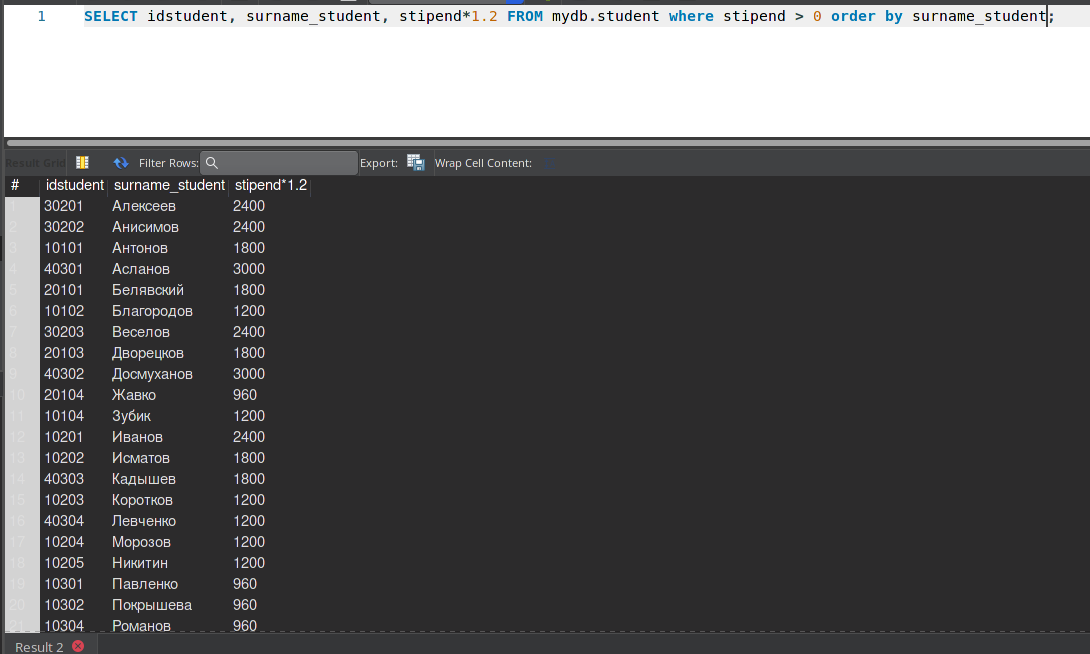 1 SELECT idstudent, surname_student, stipend*1.2 FROM mydb.student where stipend > 0 order by surname_student;
Result Grid Filter Rows: Export: Wrap Cell Content:
# idstudent surname_student stipend*1.2
1 30201 Алексеев 2400
2 30202 Анисимов 2400
3 10101 Антонов 1800
4 40301 Асланов 3000
5 20101 Белявский 1800
6 10102 Благородов 1200
7 30203 Веселов 2400
8 20103 Дворецков 1800
9 40302 Досмуханов 3000
10 20104 Жавко 960
11 10104 Зубик 1200
12 10201 Иванов 2400
13 10202 Исматов 1800
14 40303 Кадышев 1800
15 10203 Коротков 1200
16 40304 Левченко 1200
17 10204 Морозов 1200
18 10205 Никитин 1200
19 10301 Павленко 960
20 10302 Покрышева 960
21 10304 Романов 960
Result 2